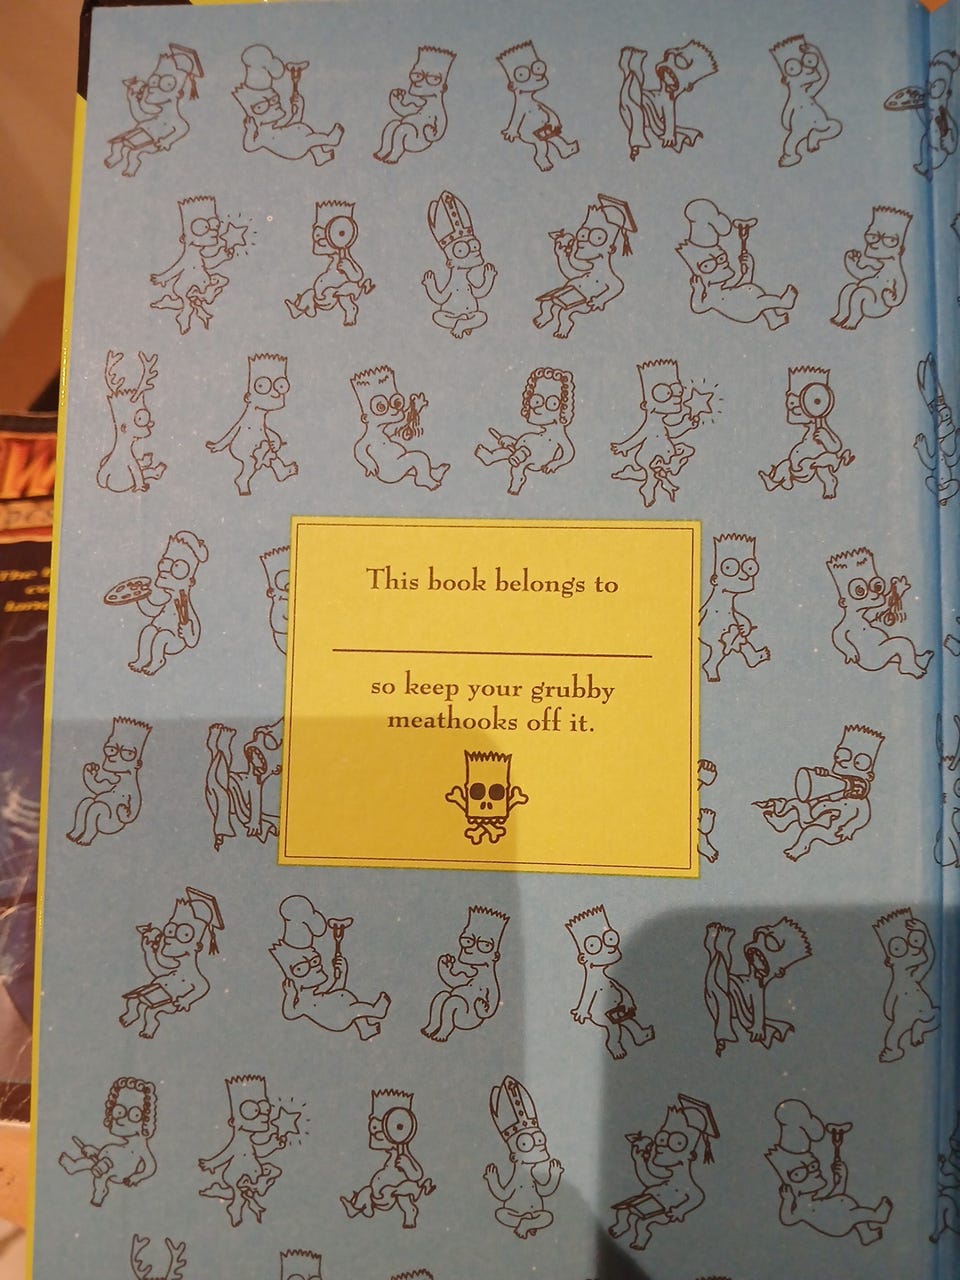 This book belongs to
so keep your grubby
meathooks off it.